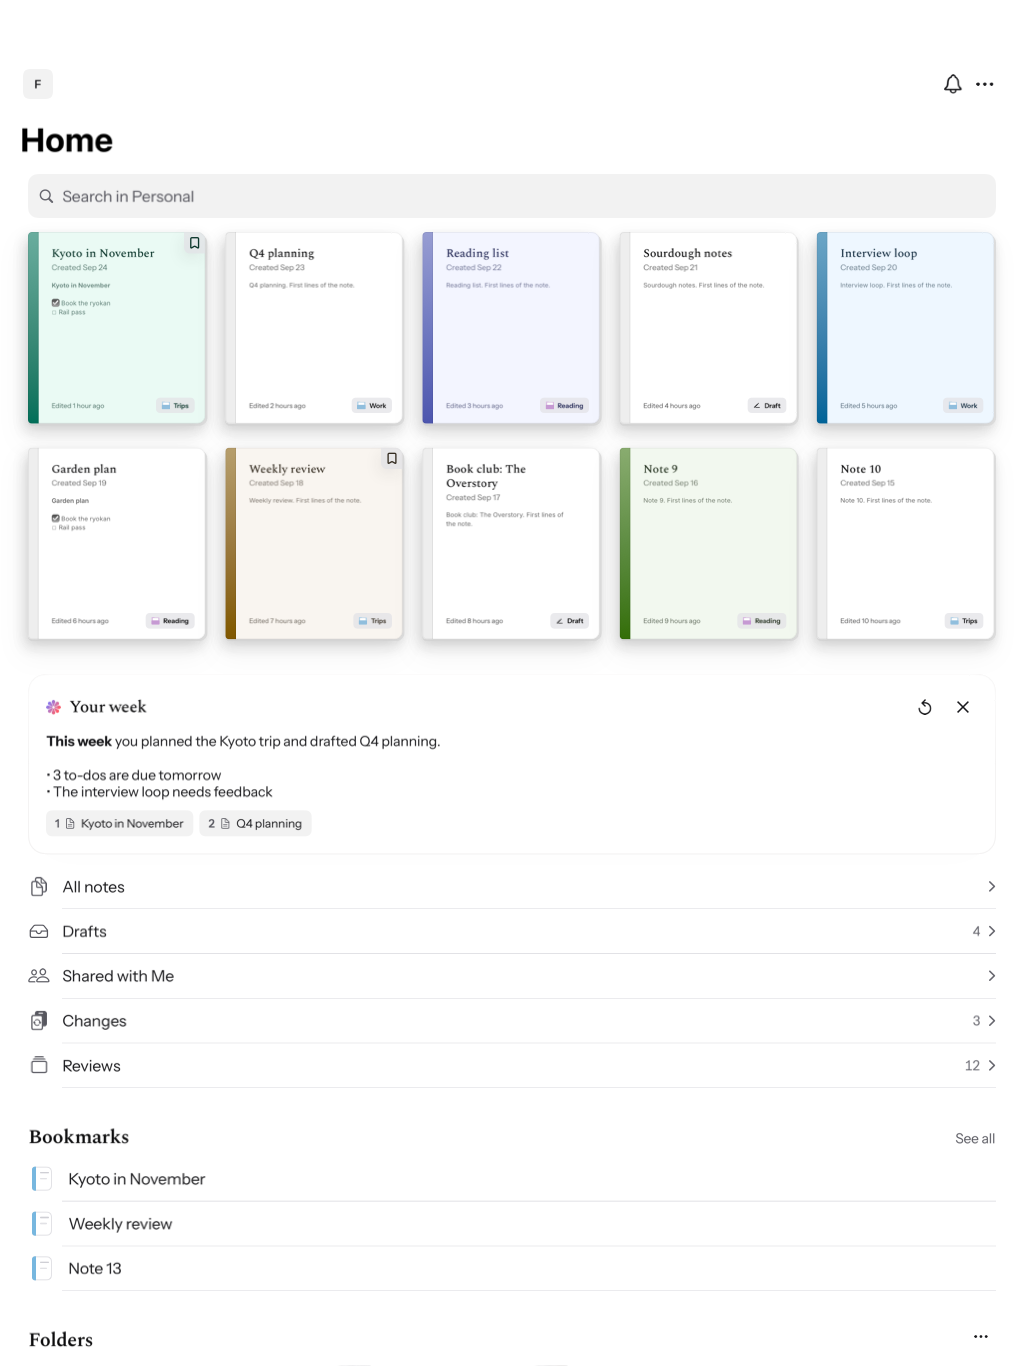 F
Home
Search in Personal
Kyoto in November
Created Sep 24
Kyoto in November
Book the ryokan
Rail pass
Edited 1 hour ago
Trips
Q4 planning
Created Sep 23
Q4 planning. First lines of the note.
Edited 2 hours ago
Work
Reading list
Created Sep 22
Reading list. First lines of the note.
Edited 3 hours ago
Reading
Sourdough notes
Created Sep 21
Sourdough notes. First lines of the note.
Edited 4 hours ago
Draft
Interview loop
Created Sep 20
Interview loop. First lines of the note.
Edited 5 hours ago
Work
Garden plan
Created Sep 19
Garden plan
Book the ryokan
Rail pass
Edited 6 hours ago
Reading
Weekly review
Created Sep 18
Weekly review. First lines of the note.
Edited 7 hours ago
Trips
Book club: The
Overstory
Created Sep 17
Book club: The Overstory. First lines of
the note.
Edited 8 hours ago
Draft
Note 9
Created Sep 16
Note 9. First lines of the note.
Edited 9 hours ago
Reading
Note 10
Created Sep 15
Note 10. First lines of the note.
Edited 10 hours ago
Trips
Your week
This week you planned the Kyoto trip and drafted Q4 planning.
• 3 to-dos are due tomorrow
• The interview loop needs feedback
1 Kyoto in November 2 Q4 planning
All notes
Drafts 4
Shared with Me
Changes 3
Reviews 12
Bookmarks See all
Kyoto in November
Weekly review
Note 13
Folders